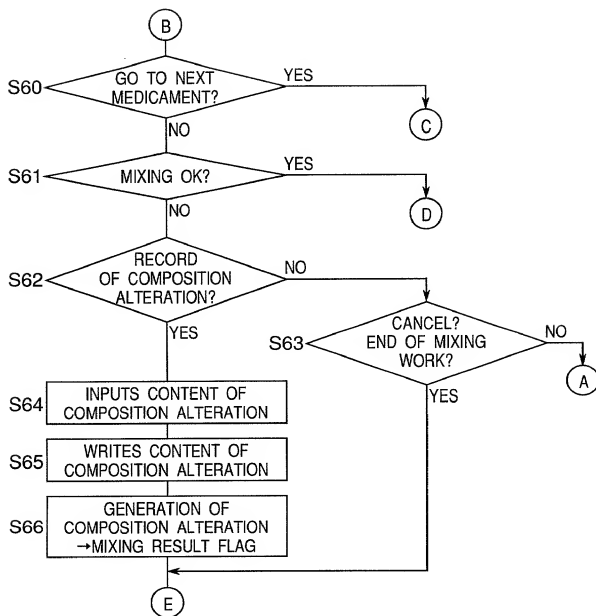 B
S60
GO TO NEXT
MEDICAMENT?
YES
C
NO
S61
MIXING OK?
YES
D
NO
S62
RECORD
OF COMPOSITION
ALTERATION?
NO
YES
S63
CANCEL?
END OF MIXING
WORK?
NO
A
YES
S64
INPUTS CONTENT OF
COMPOSITION ALTERATION
S65
WRITES CONTENT OF
COMPOSITION ALTERATION
S66
GENERATION OF
COMPOSITION ALTERATION
→MIXING RESULT FLAG
E